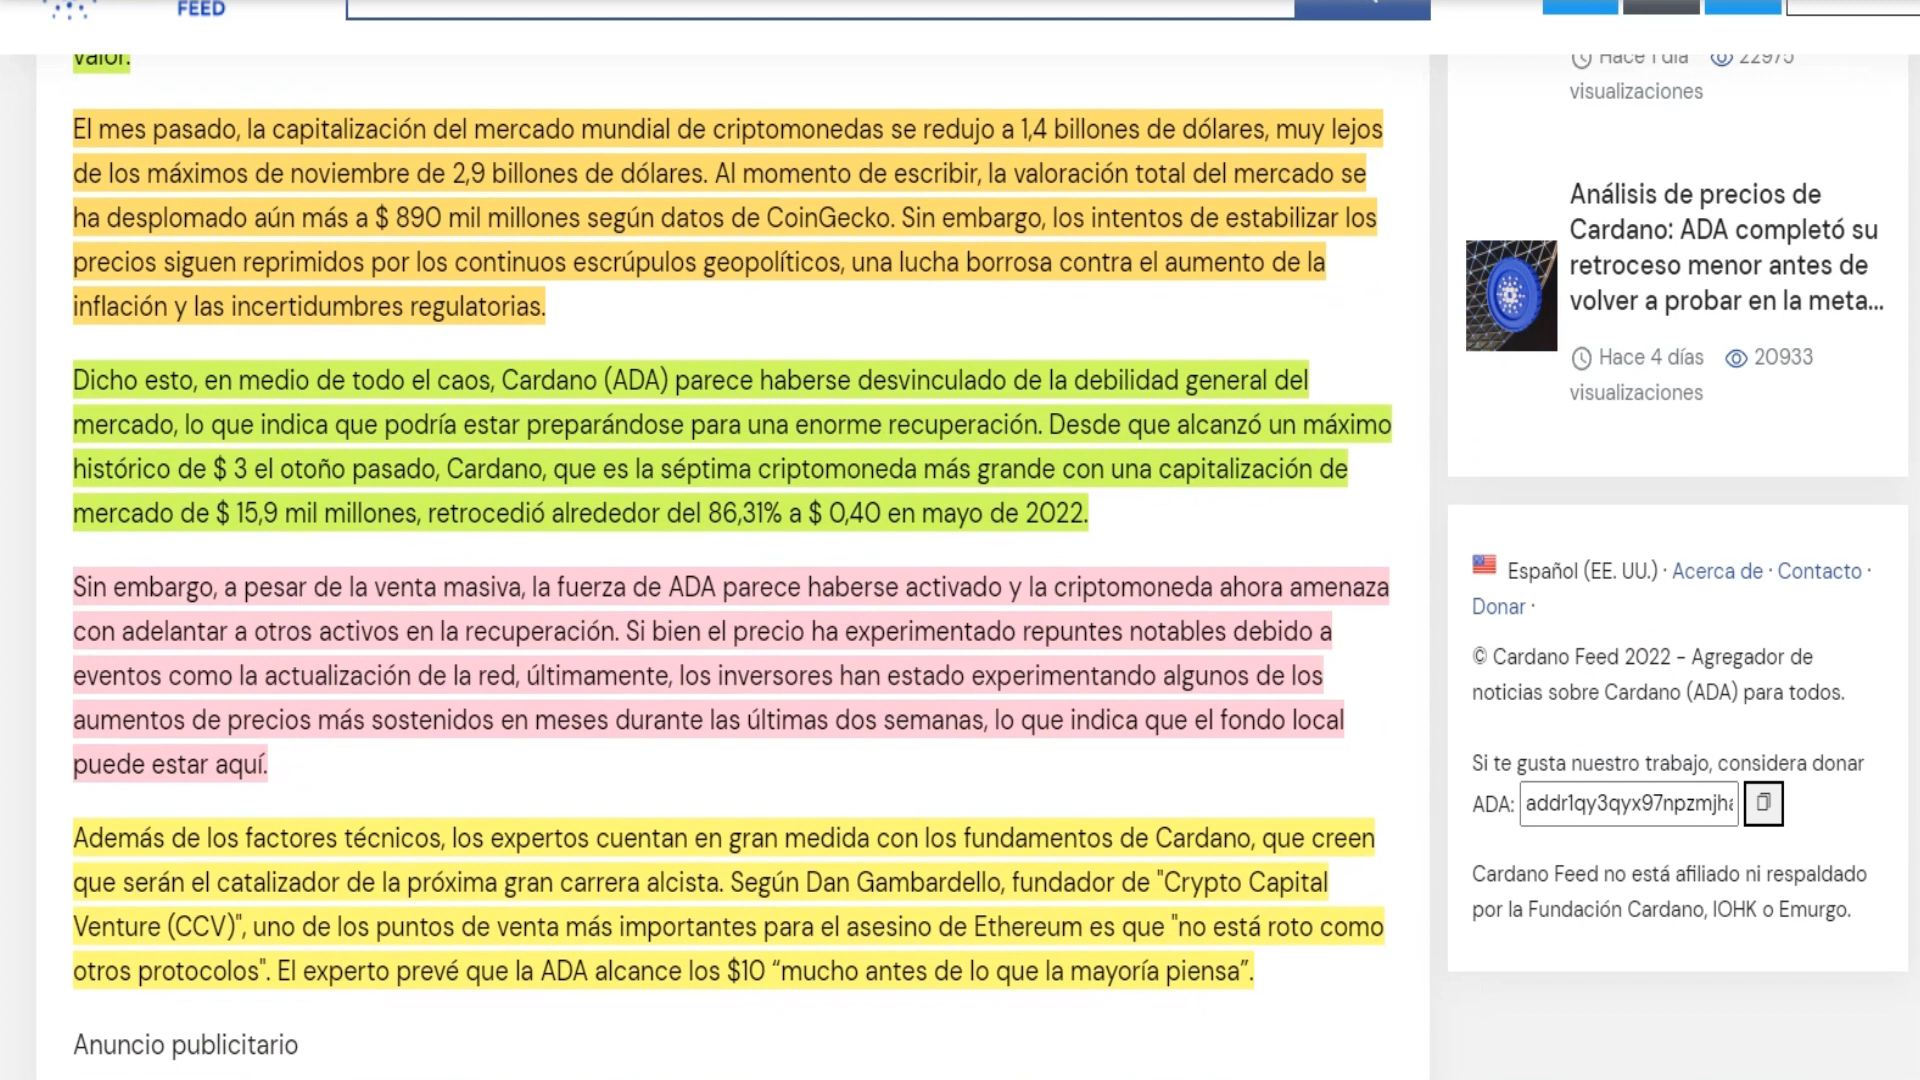 FEED
valor.
El mes pasado, la capitalización del mercado mundial de criptomonedas se redujo a 1,4 billones de dólares, muy lejos
de los máximos de noviembre de 2,9 billones de dólares. Al momento de escribir, la valoración total del mercado se
ha desplomado aún más a $ 890 mil millones según datos de CoinGecko. Sin embargo, los intentos de estabilizar los
precios siguen reprimidos por los continuos escrúpulos geopolíticos, una lucha borrosa contra el aumento de la
inflación y las incertidumbres regulatorias.
Dicho esto, en medio de todo el caos, Cardano (ADA) parece haberse desvinculado de la debilidad general del
mercado, lo que indica que podría estar preparándose para una enorme recuperación. Desde que alcanzó un máximo
histórico de $ 3 el otoño pasado, Cardano, que es la séptima criptomoneda más grande con una capitalización de
mercado de $ 15,9 mil millones, retrocedió alrededor del 86,31% a $ 0,40 en mayo de 2022.
Sin embargo, a pesar de la venta masiva, la fuerza de ADA parece haberse activado y la criptomoneda ahora amenaza
con adelantar a otros activos en la recuperación. Si bien el precio ha experimentado repuntes notables debido a
eventos como la actualización de la red, últimamente, los inversores han estado experimentando algunos de los
aumentos de precios más sostenidos en meses durante las últimas dos semanas, lo que indica que el fondo local
puede estar aquí.
Además de los factores técnicos, los expertos cuentan en gran medida con los fundamentos de Cardano, que creen
que serán el catalizador de la próxima gran carrera alcista. Según Dan Gambardello, fundador de "Crypto Capital
Venture (CCV)", uno de los puntos de venta más importantes para el asesino de Ethereum es que "no está roto como
otros protocolos". El experto prevé que la ADA alcance los $10 “mucho antes de lo que la mayoría piensa”.
Anuncio publicitario
Hace 1 día 22975
visualizaciones
Análisis de precios de
Cardano: ADA completó su
retroceso menor antes de
volver a probar en la meta...
Hace 4 días 20933
visualizaciones
Español (EE. UU.) · Acerca de · Contacto ·
Donar ·
© Cardano Feed 2022 - Agregador de
noticias sobre Cardano (ADA) para todos.
Si te gusta nuestro trabajo, considera donar
ADA: addr1qy3qyx97npzmjha
Cardano Feed no está afiliado ni respaldado
por la Fundación Cardano, IOHK o Emurgo.